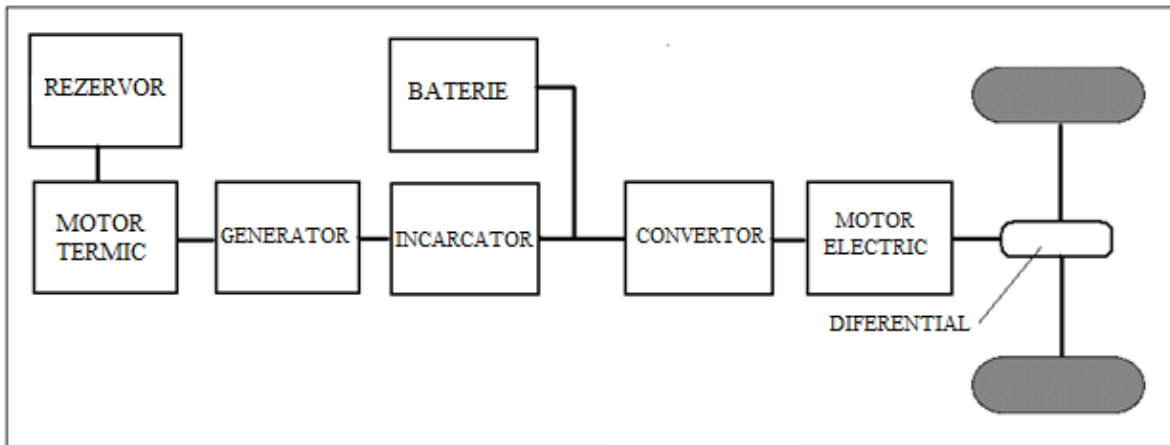 REZERVOR
BATERIE
MOTOR
TERMIC
GENERATOR
INCARCATOR
CONVERTOR
MOTOR
ELECTRIC
DIFERENTIAL